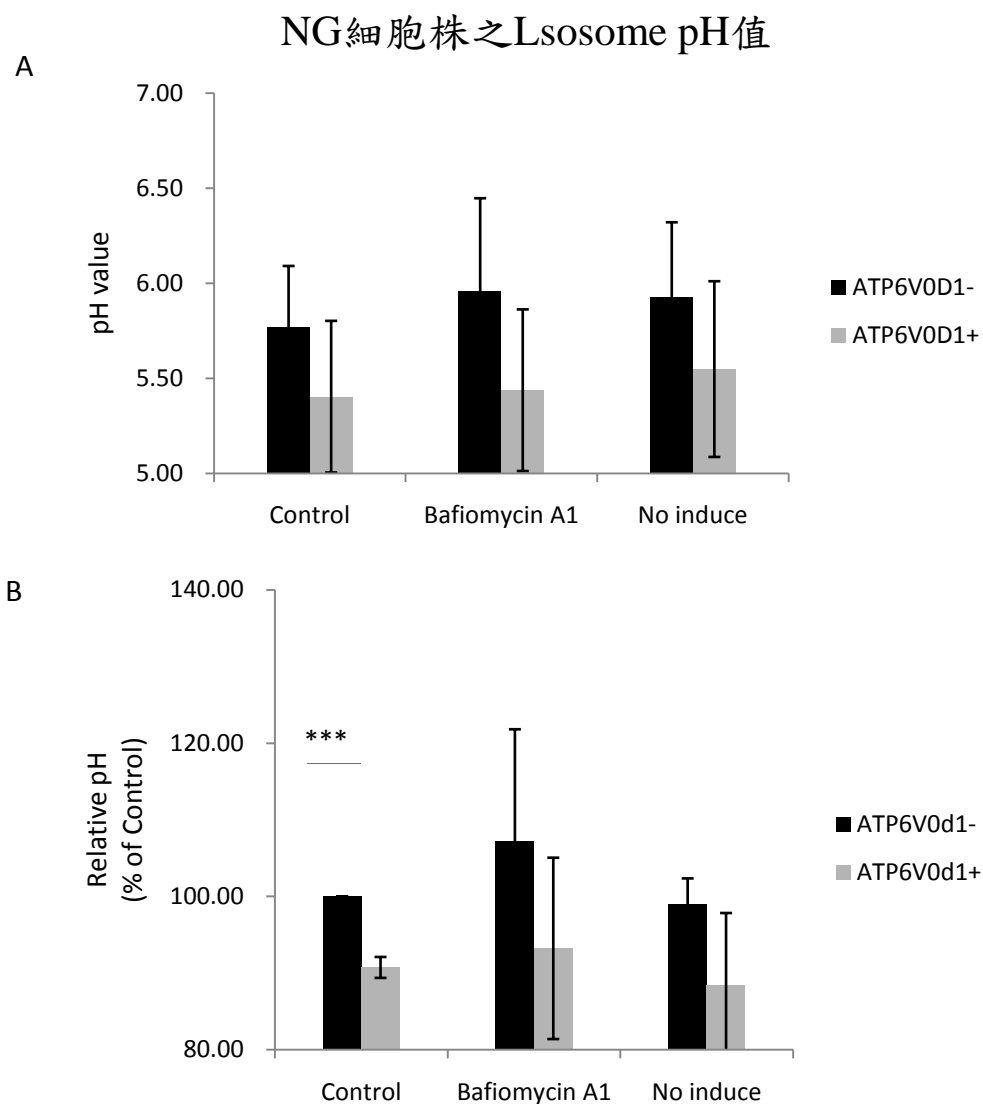 NG細胞株之Lsosome pH值
A
7.00
6.50
6.00
5.50
5.00
pH value
Control
Bafiomycin A1
No induce
ATP6V0D1-
ATP6V0D1+
B
140.00
120.00
100.00
80.00
Relative pH
(% of Control)
***
Control
Bafiomycin A1
No induce
ATP6V0d1-
ATP6V0d1+